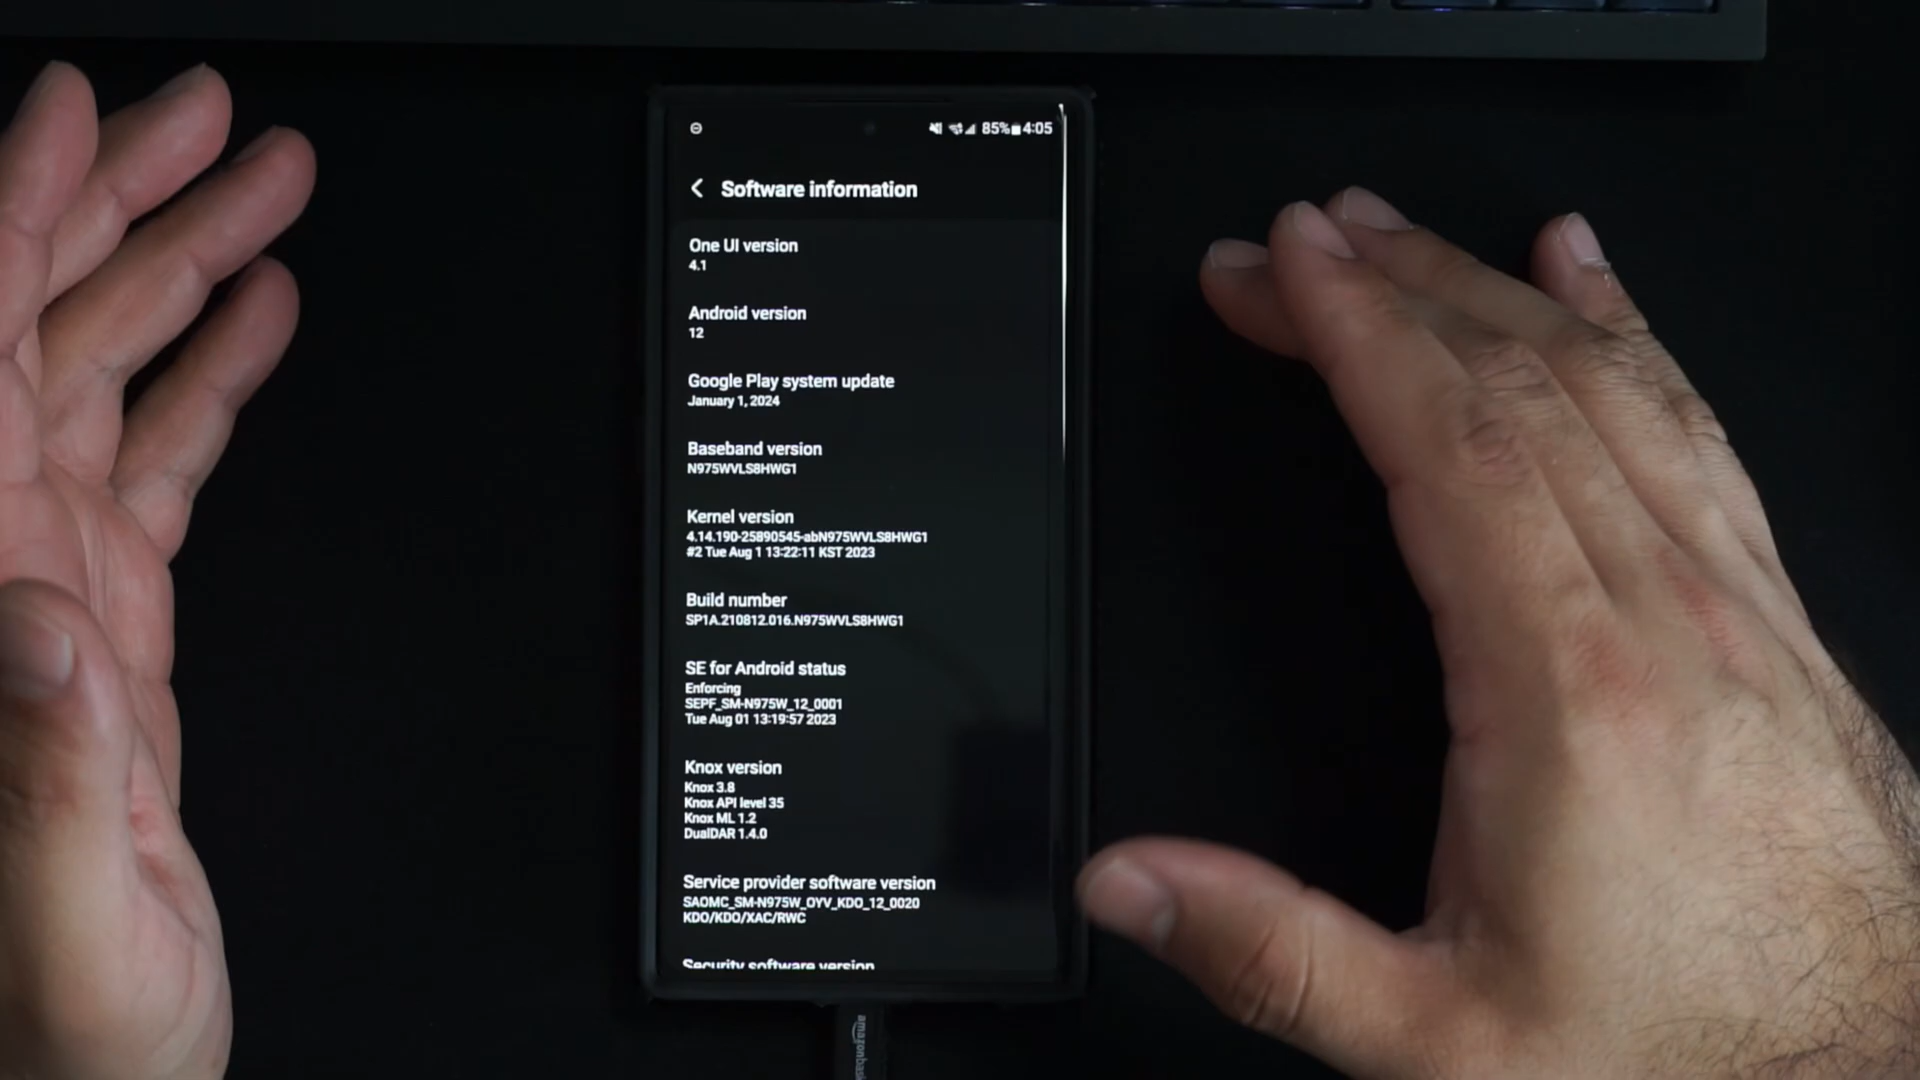 85% 4:05
Software information
One UI version
4.1
Android version
12
Google Play system update
January 1, 2024
Baseband version
N975WVLS8HWG1
Kernel version
4.14.190-25890545-abN975WVLS8HWG1
#2 Tue Aug 1 13:22:11 KST 2023
Build number
SP1A.210812.016.N975WVLS8HWG1
SE for Android status
Enforcing
SEPF_SM-N975W_12_0001
Tue Aug 01 13:19:57 2023
Knox version
Knox 3.8
Knox API level 35
Knox ML 1.2
DualDAR 1.4.0
Service provider software version
SAOMC_SM-N975W_OYV_KDO_12_0020
KDO/KDO/XAC/RWC
Security software version
amazonbasi